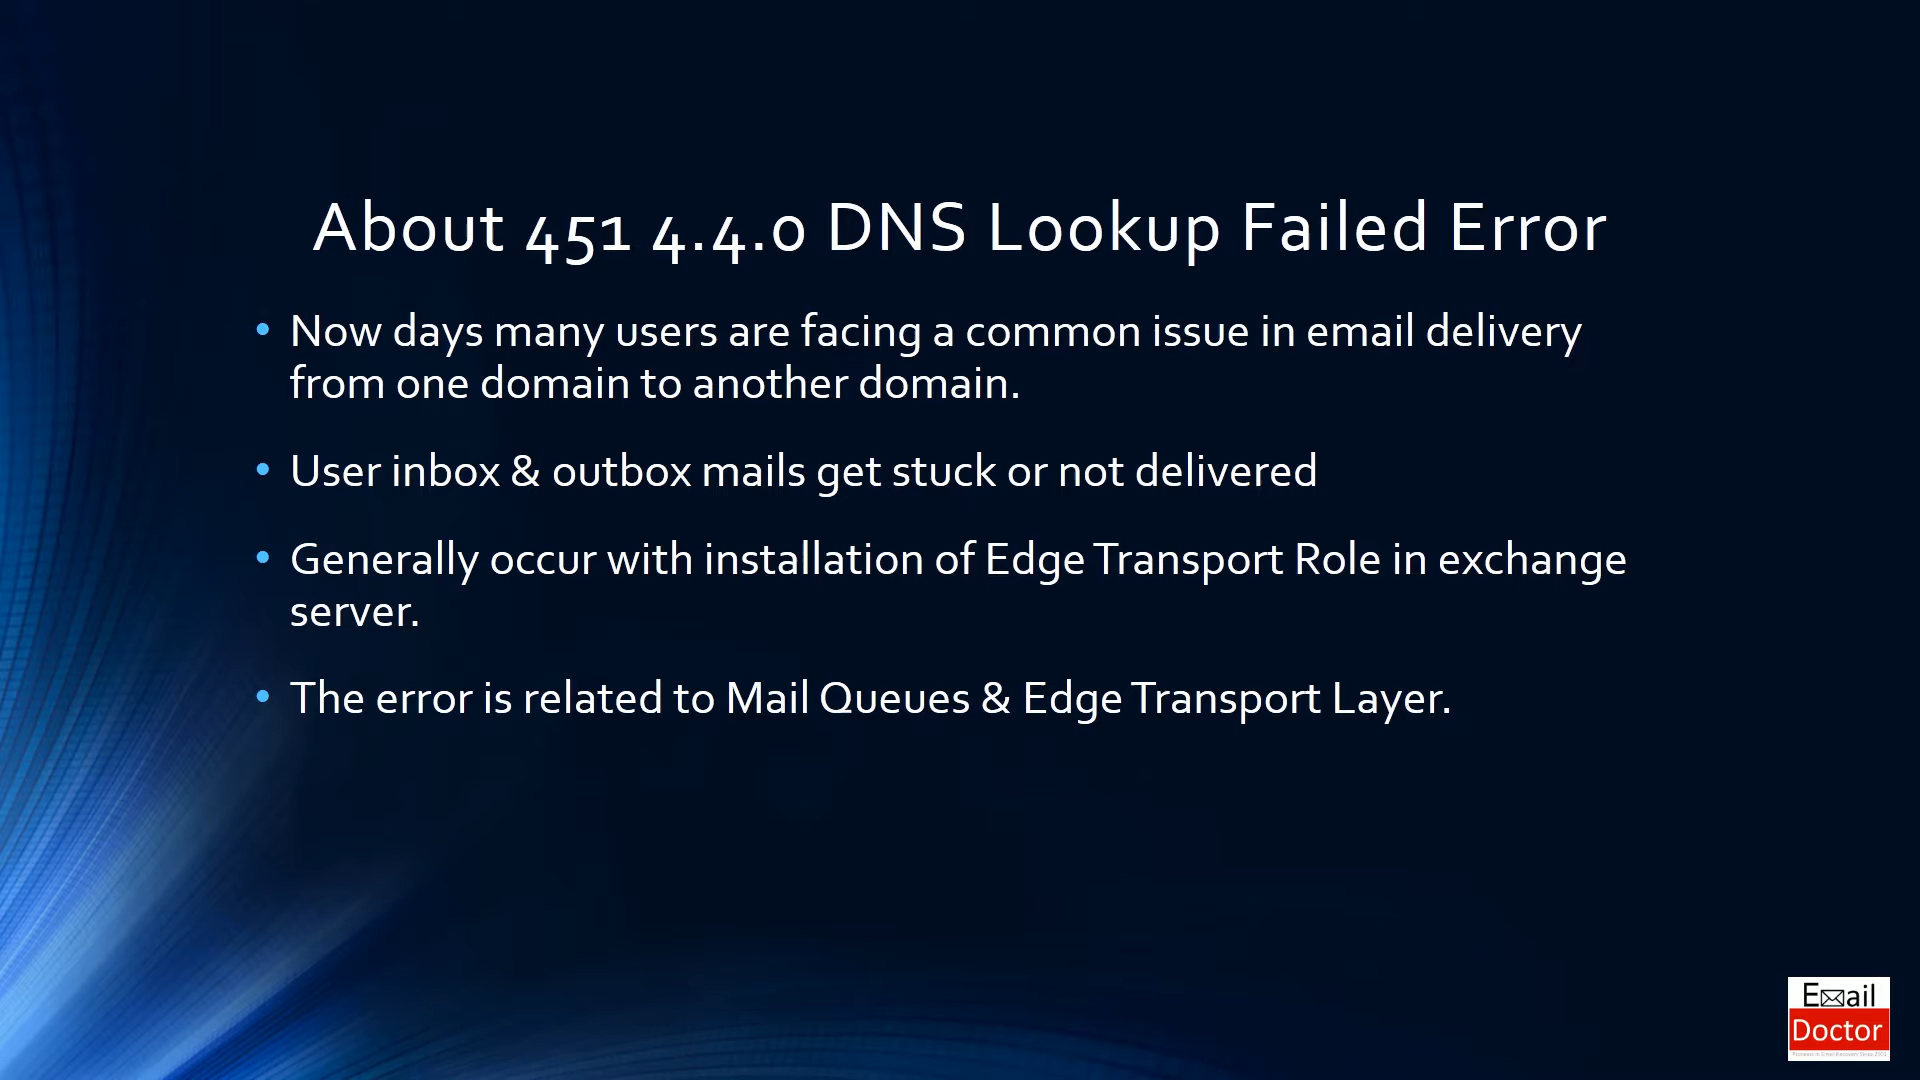 About 451 4.4.0 DNS Lookup Failed Error
• Now days many users are facing a common issue in email delivery
from one domain to another domain.
• User inbox & outbox mails get stuck or not delivered
• Generally occur with installation of Edge Transport Role in exchange
server.
• The error is related to Mail Queues & Edge Transport Layer.
Email
Doctor